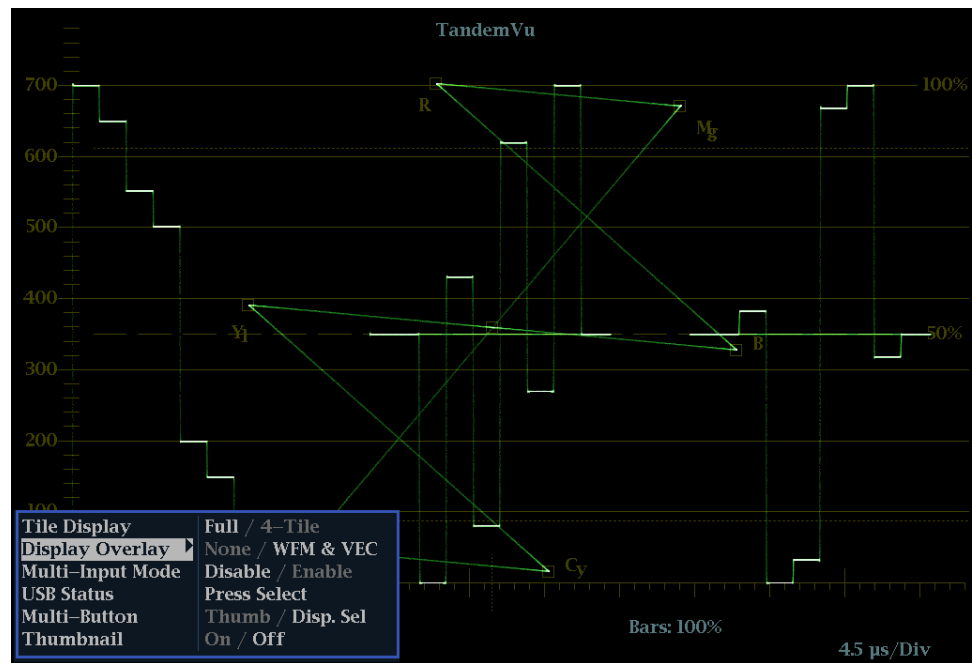 TandemVu
700
100%
R
Mg
600
500
400
Yl
B
50%
300
200
100
Cy
Tile Display Full / 4-Tile
Display Overlay None / WFM & VEC
Multi-Input Mode Disable / Enable
USB Status Press Select
Multi-Button Thumb / Disp. Sel
Thumbnail On / Off
Bars: 100%
4.5 µs/Div